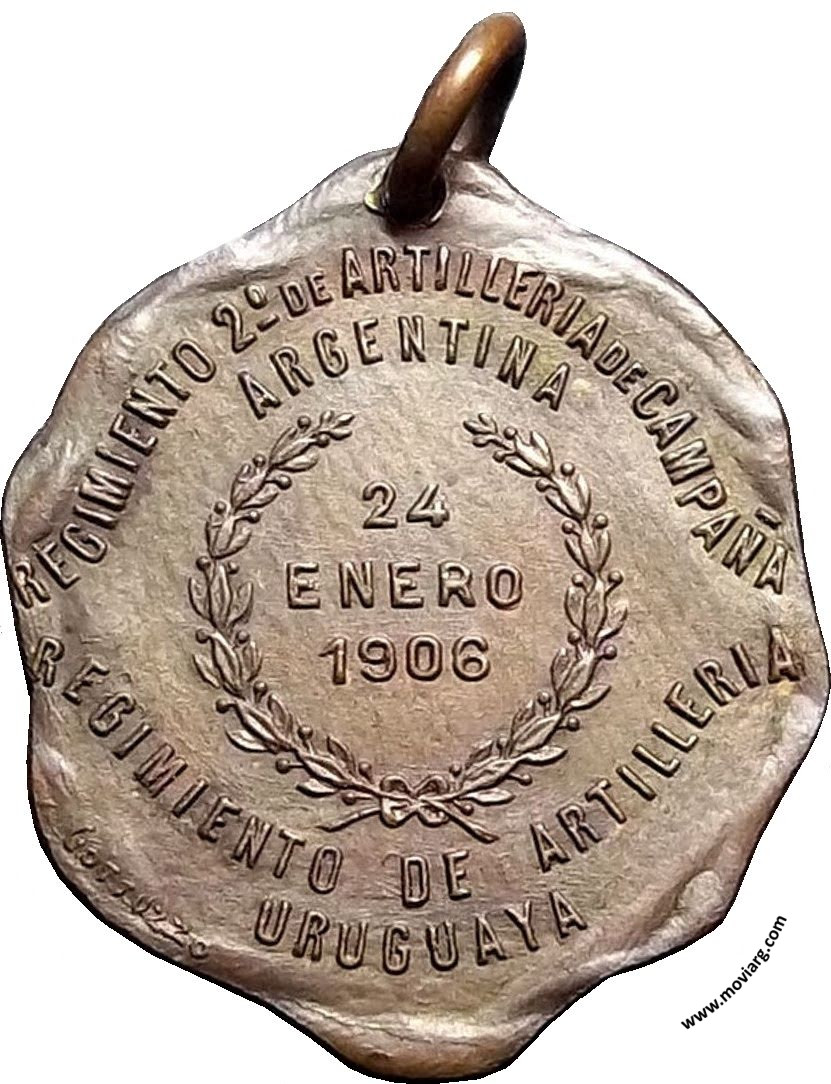 REGIMIENTO 2º DE ARTILLERIA DE CAMPAÑA
ARGENTINA
24
ENERO
1906
REGIMIENTO DE ARTILLERIA
URUGUAYA
www.moviarg.com